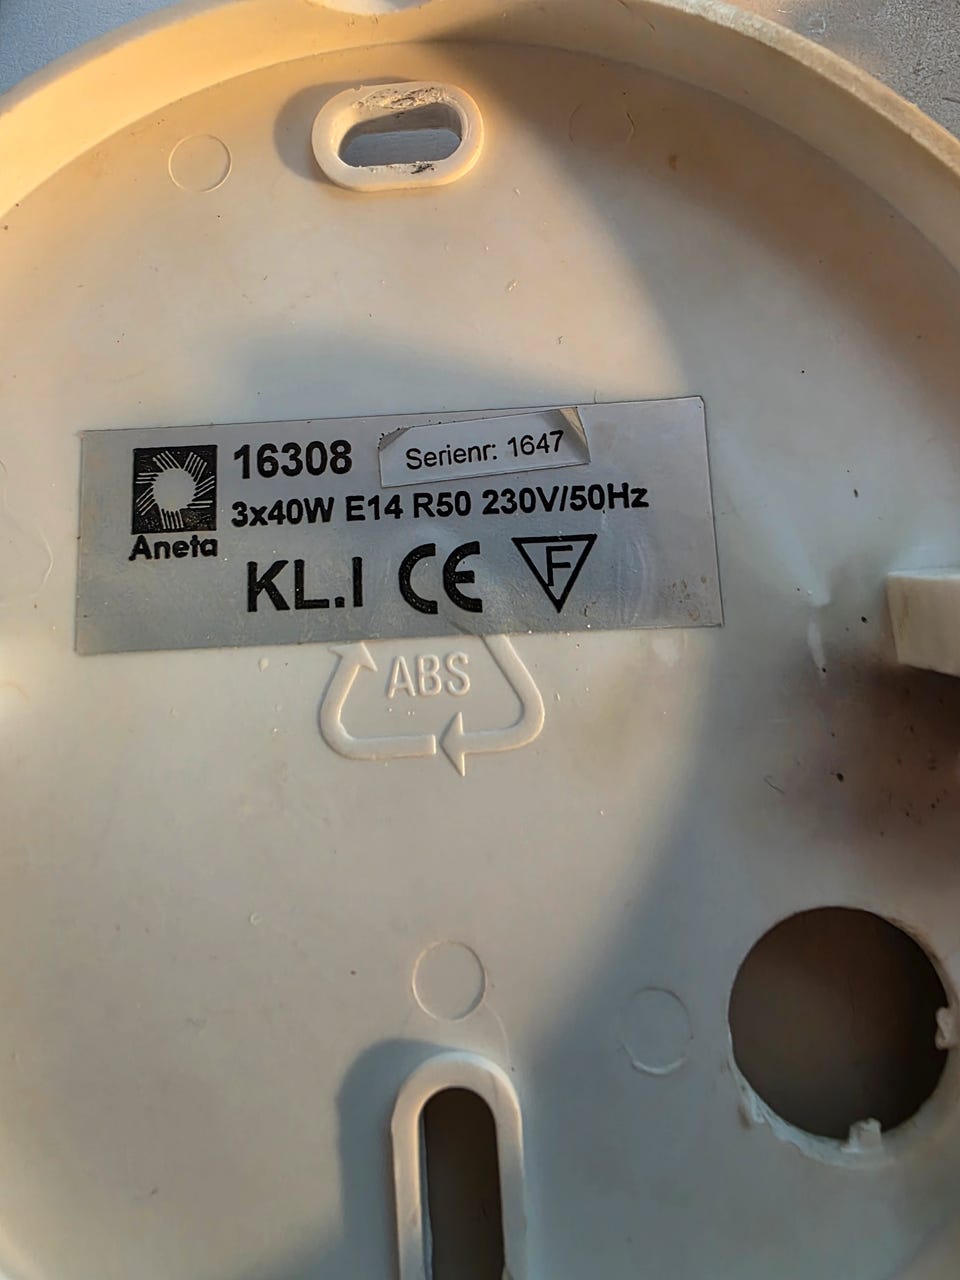 16308
Serienr: 1647
3x40W E14 R50 230V/50Hz
Aneta
KL.I CE F
ABS